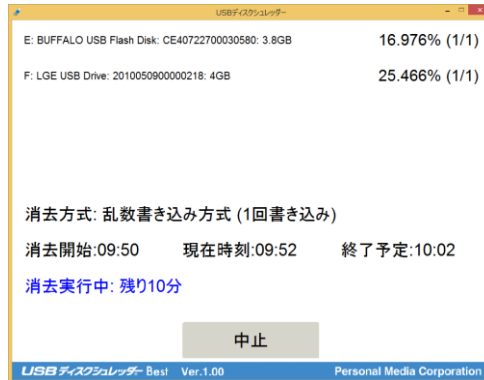 USBディスクシュレッダー
E: BUFFALO USB Flash Disk: CE40722700030580: 3.8GB 16.976% (1/1)
F: LGE USB Drive: 2010050900000218: 4GB 25.466% (1/1)
消去方式: 乱数書き込み方式 (1回書き込み)
消去開始:09:50 現在時刻:09:52 終了予定:10:02
消去実行中: 残り10分
中止
USB ディスクシュレッダー Best Ver.1.00 Personal Media Corporation